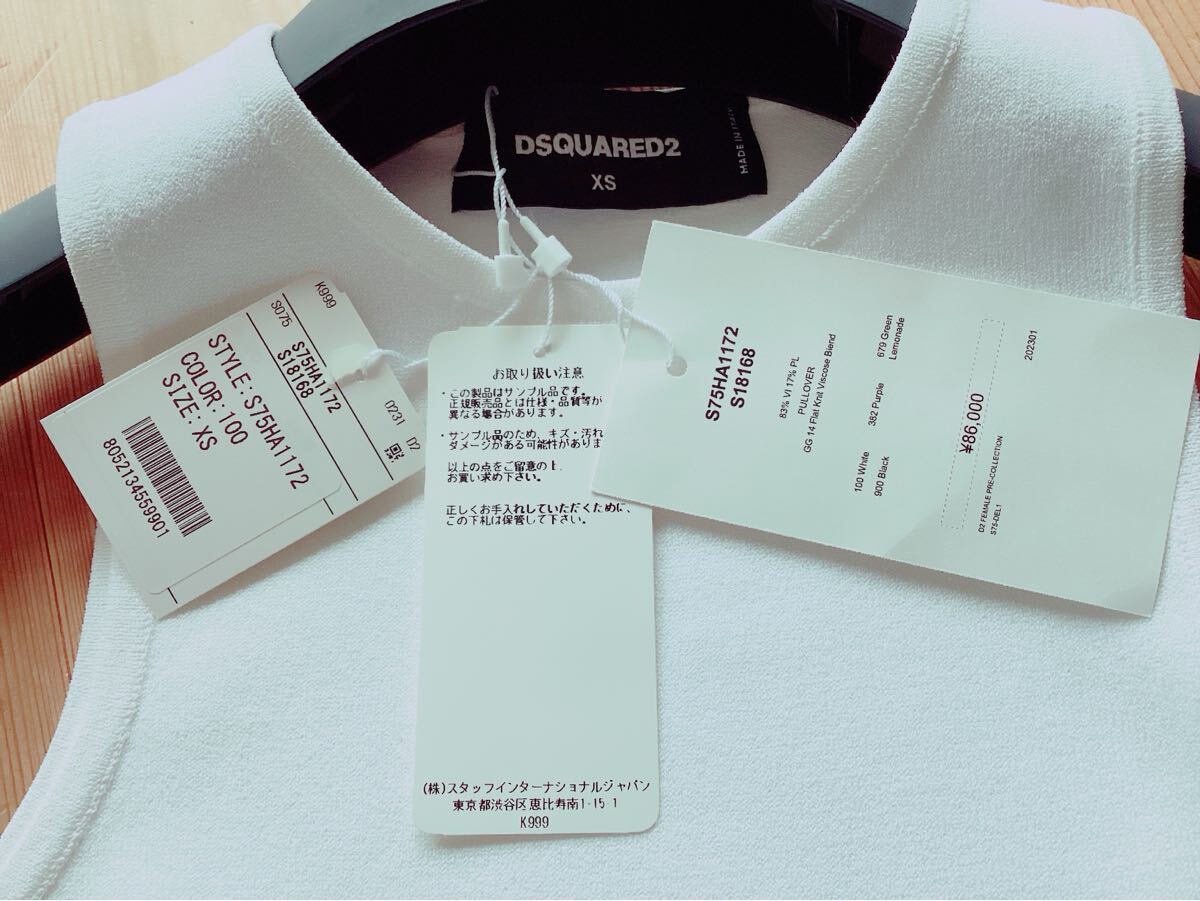 DSQUARED2
XS
MADE IN ITALY
K999
S075
S75HA1172
S18168
0231
D2
STYLE: S75HA1172
COLOR: 100
SIZE: XS
8052134559901
お取り扱い注意
・この製品はサンプル品です。
正規販売品とは仕様・品質等が
異なる場合があります。
・サンプル品のため、キズ・汚れ
ダメージがある可能性がありま
以上の点をご留意の上、
お買い求め下さい。
正しくお手入れしていただくために、
この下札は保管して下さい。
(株)スタッフインターナショナルジャパン
東京都渋谷区恵比寿南1-15 1
K999
S75HA1172
S18168
83% VI 17% PL
PULLOVER
GG 14 Flat Knit Viscose Blend
100 White
382 Purple
679 Green
Lemonade
900 Black
¥86,000
D2 FEMALE PRE-COLLECTION
S75-DEL1
202301